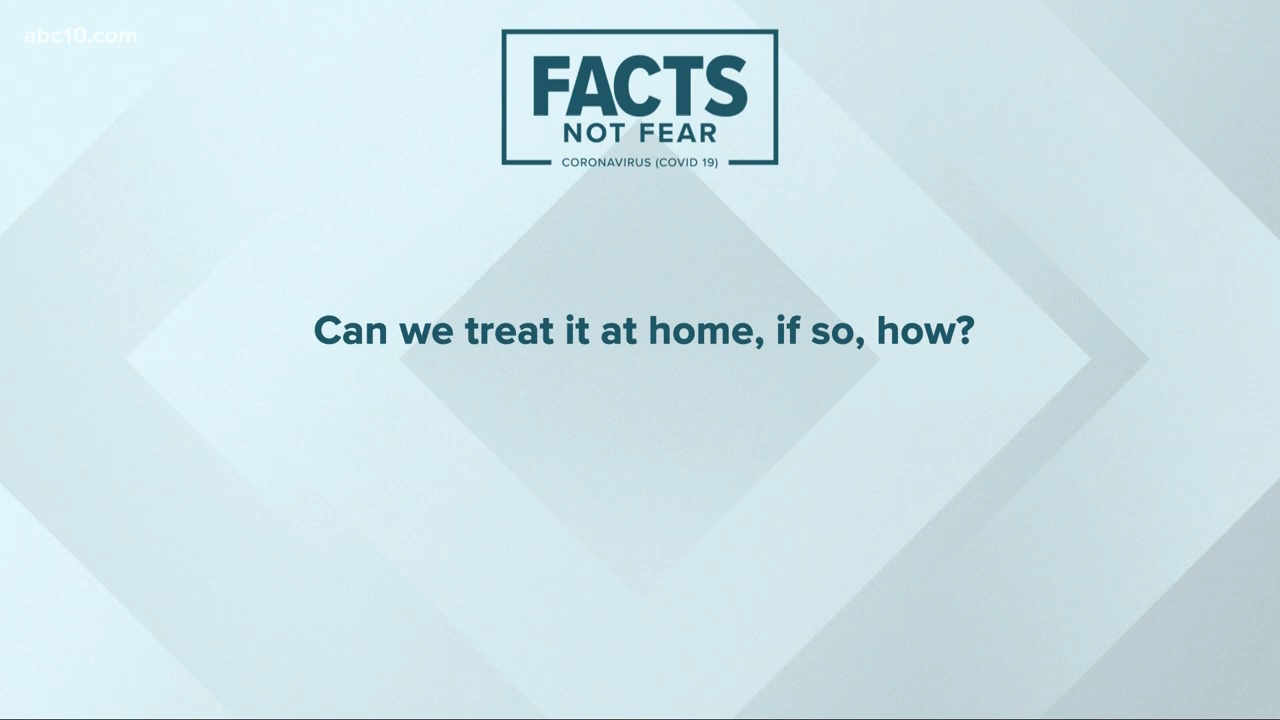 abc10.com
FACTS
NOT FEAR
CORONAVIRUS (COVID 19)
Can we treat it at home, if so, how?